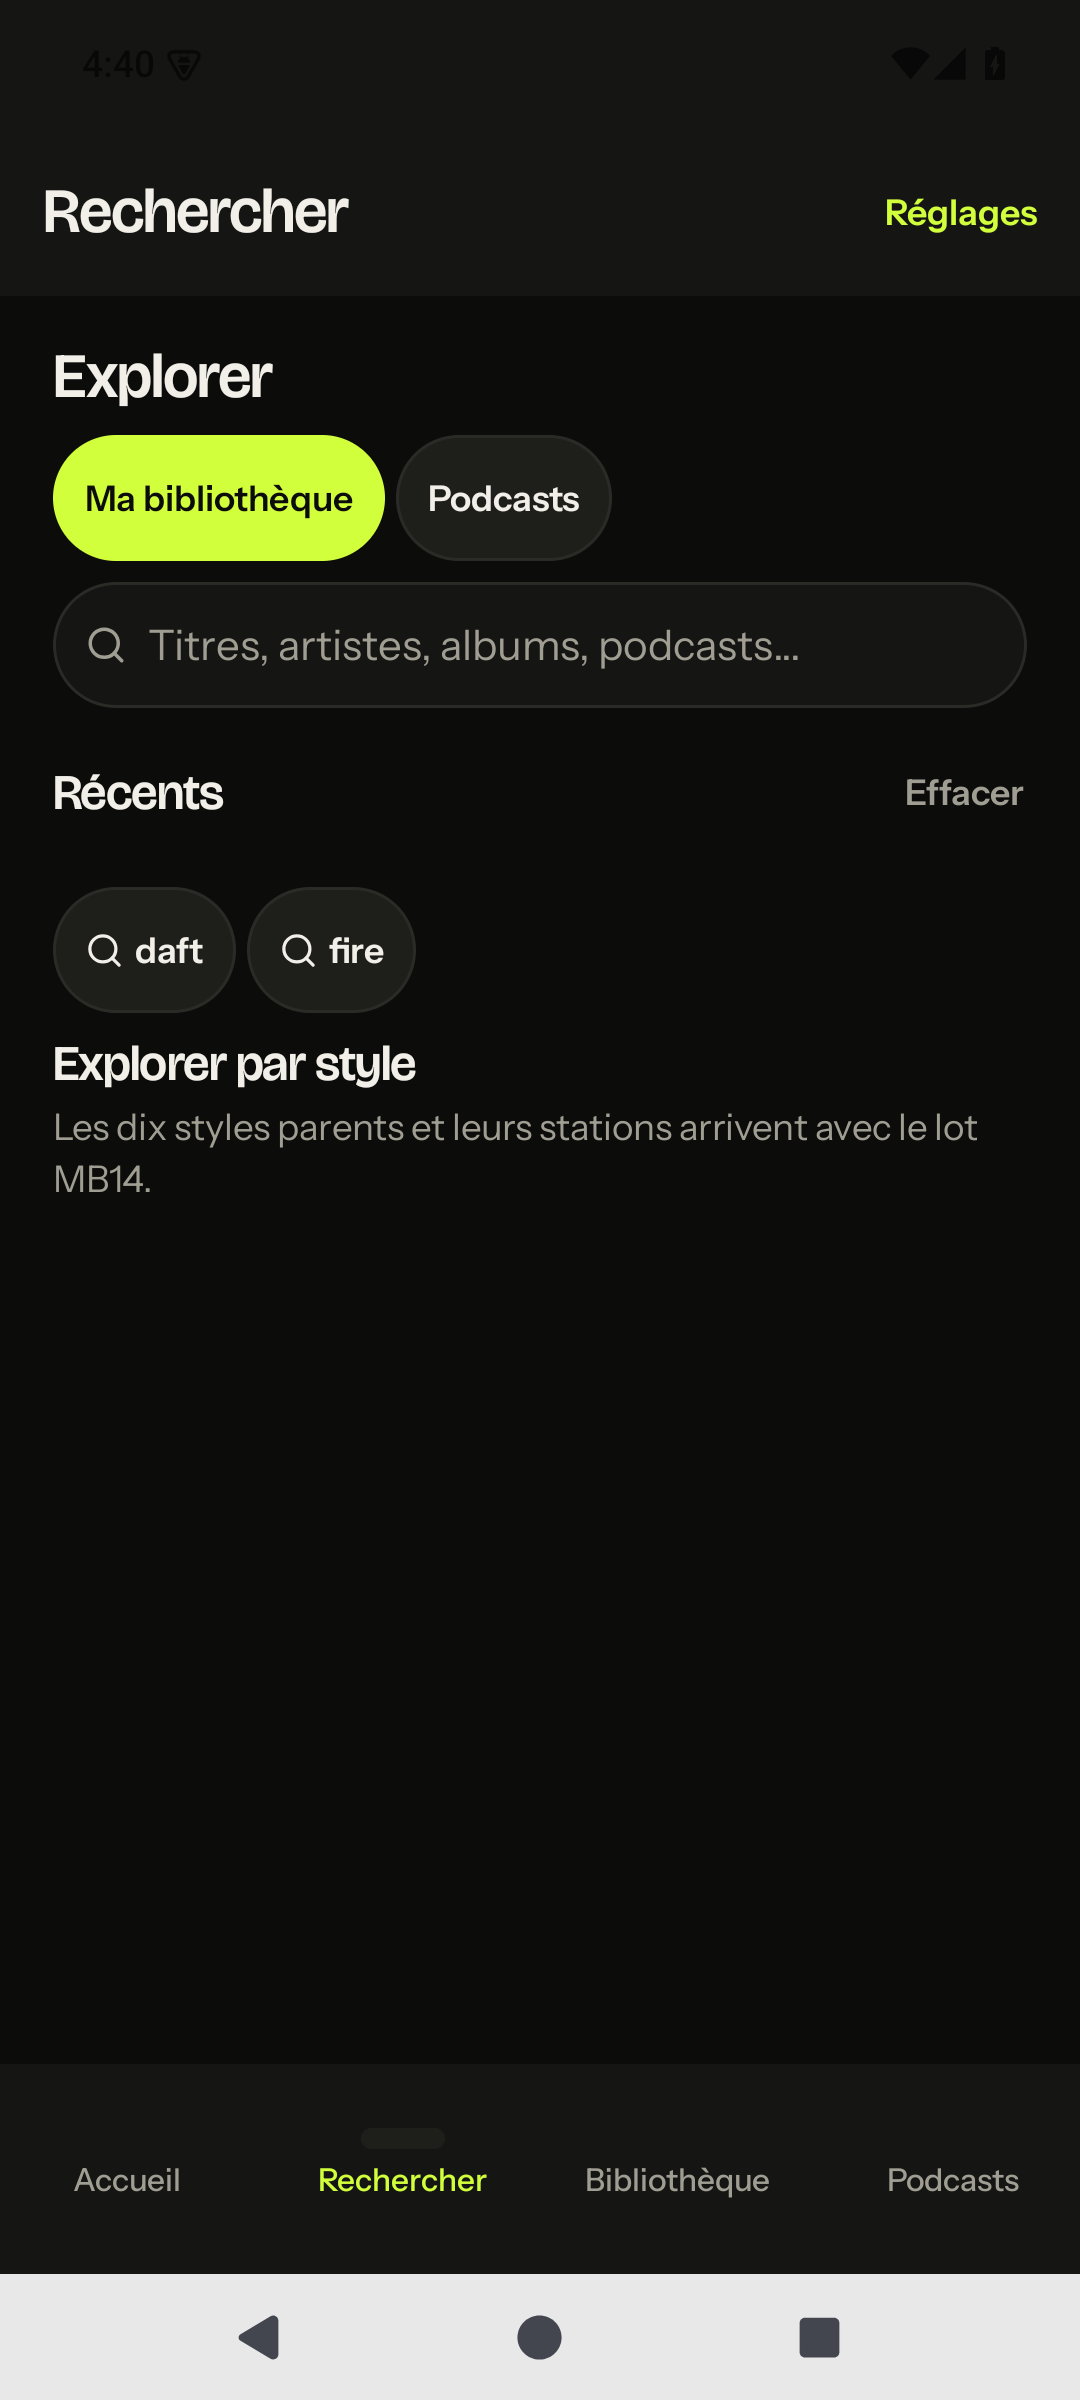 4:40
Rechercher
Réglages
Explorer
Ma bibliothèque
Podcasts
Titres, artistes, albums, podcasts...
Récents
Effacer
daft
fire
Explorer par style
Les dix styles parents et leurs stations arrivent avec le lot
MB14.
Accueil
Rechercher
Bibliothèque
Podcasts